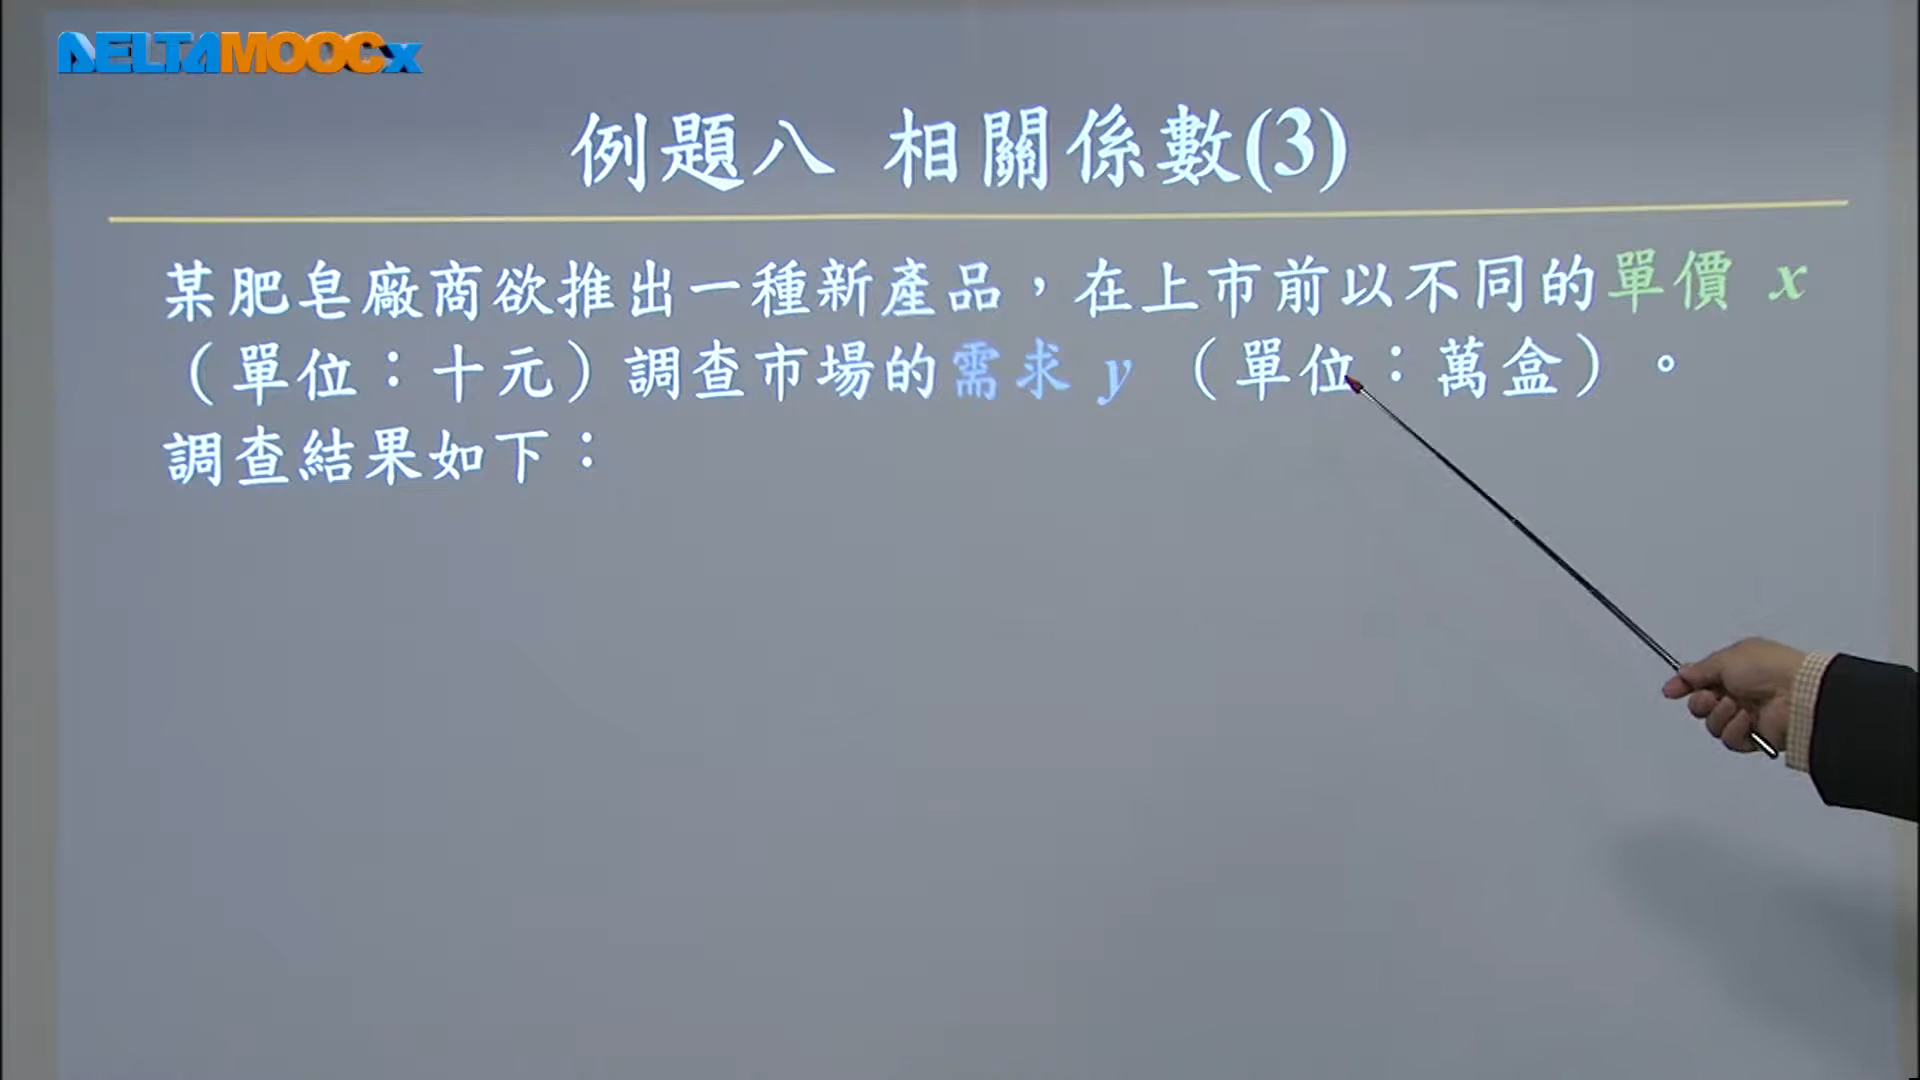 DELTAMOOCx
例題八 相關係數(3)
某肥皂廠商欲推出一種新產品，在上市前以不同的單價 x
（單位：十元）調查市場的需求 y （單位：萬盒）。
調查結果如下：